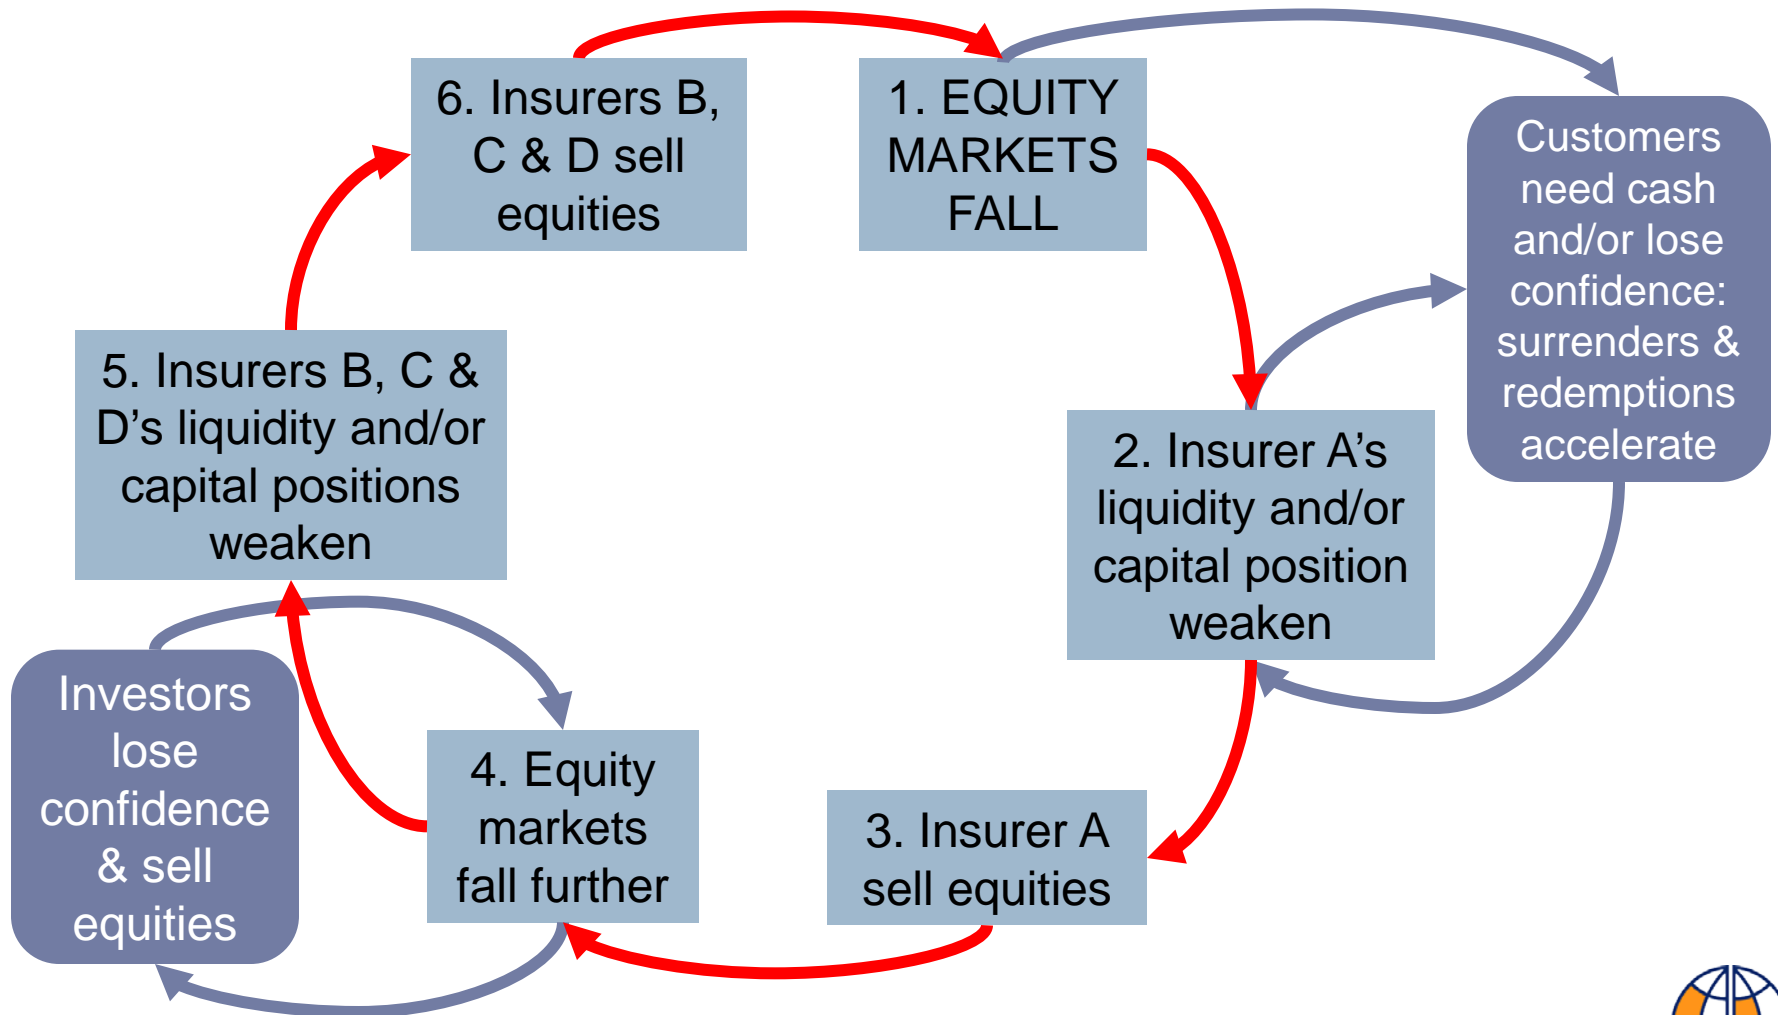 6. Insurers B,
C & D sell
equities
1. EQUITY
MARKETS
FALL
Customers
need cash
and/or lose
confidence:
surrenders &
redemptions
accelerate
5. Insurers B, C &
D’s liquidity and/or
capital positions
weaken
2. Insurer A’s
liquidity and/or
capital position
weaken
Investors
lose
confidence
& sell
equities
4. Equity
markets
fall further
3. Insurer A
sell equities